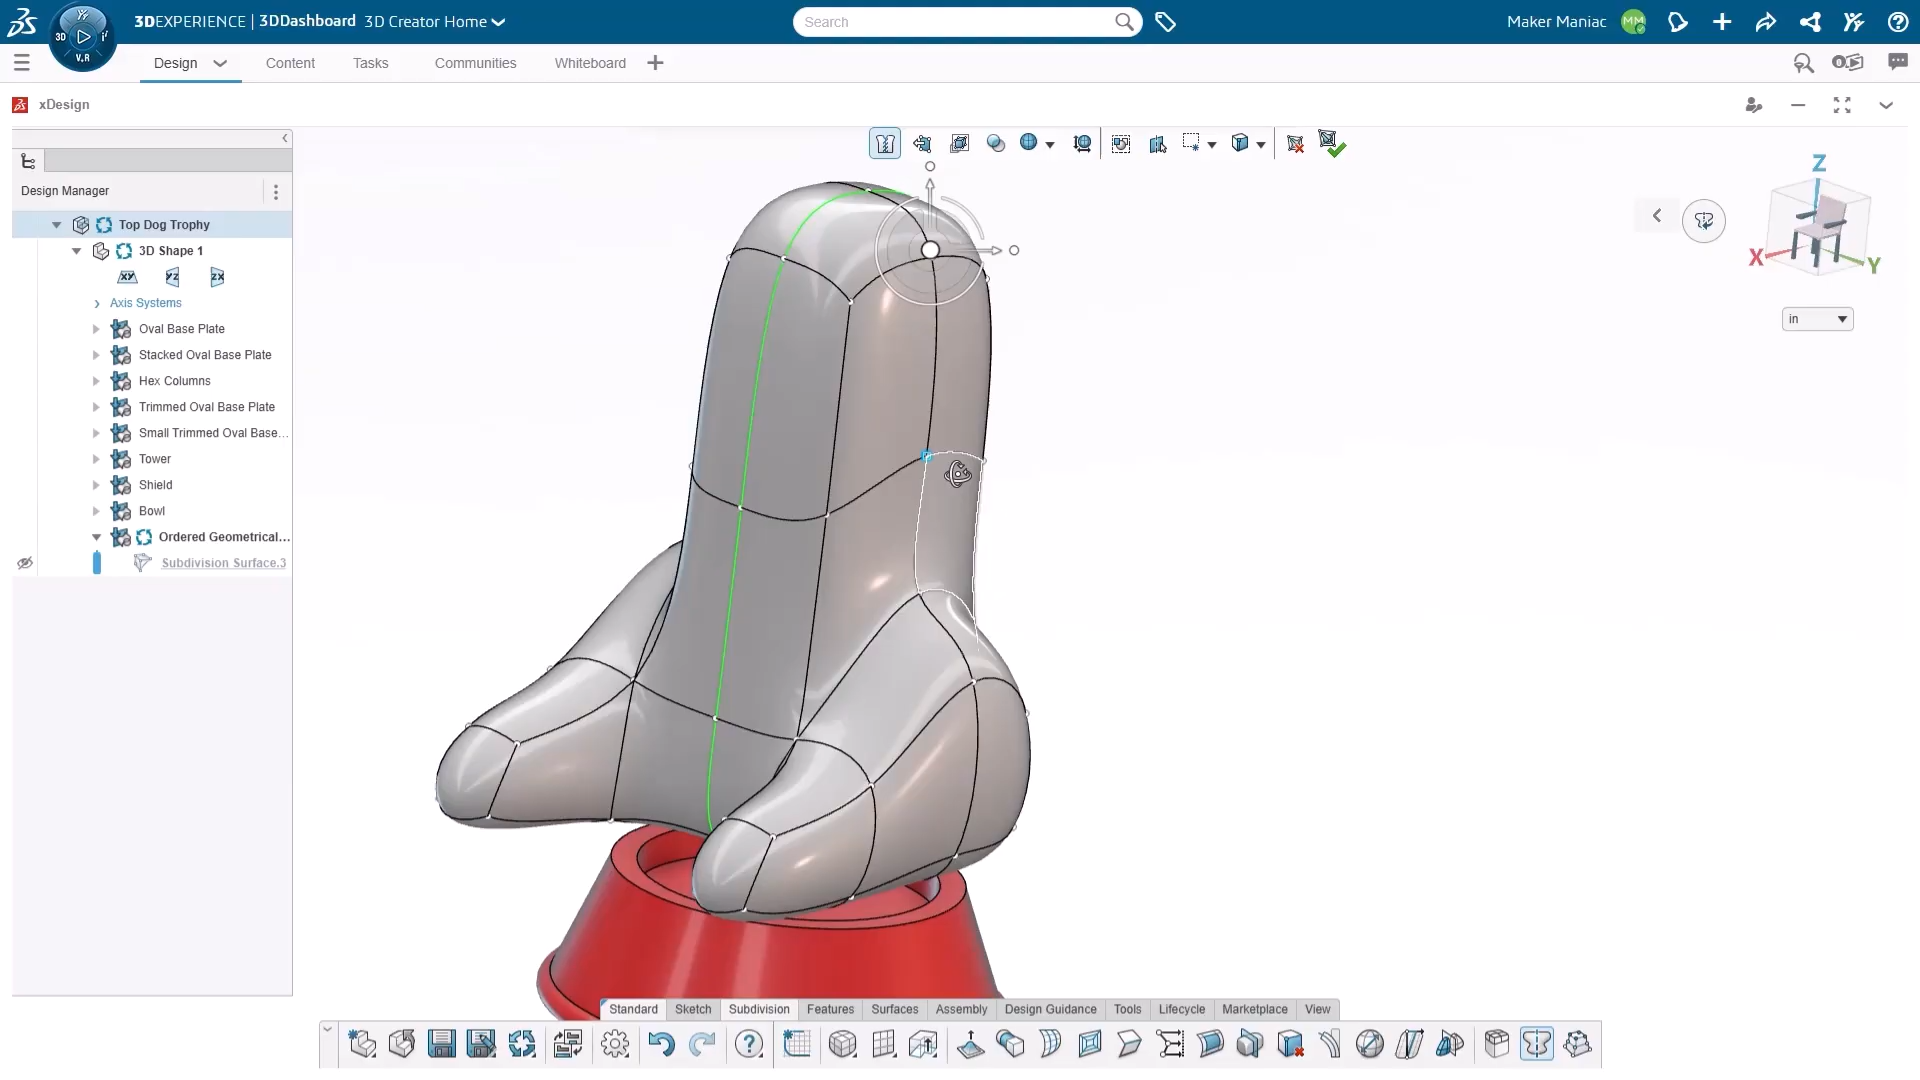 3DEXPERIENCE | 3DDashboard 3D Creator Home
Search
Maker Maniac
MM
3D
V.R
Design
Content
Tasks
Communities
Whiteboard
xDesign
Design Manager
Top Dog Trophy
3D Shape 1
XY
YZ
ZX
Axis Systems
Oval Base Plate
Stacked Oval Base Plate
Hex Columns
Trimmed Oval Base Plate
Small Trimmed Oval Base...
Tower
Shield
Bowl
Ordered Geometrical...
Subdivision Surface.3
Z
X
Y
in
Standard
Sketch
Subdivision
Features
Surfaces
Assembly
Design Guidance
Tools
Lifecycle
Marketplace
View